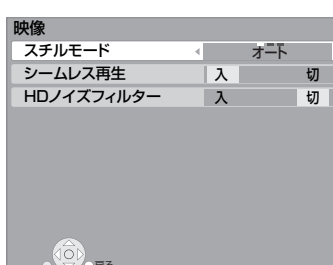 映像
スチルモード オート
シームレス再生 入 切
HDノイズフィルター 入 切
戻る